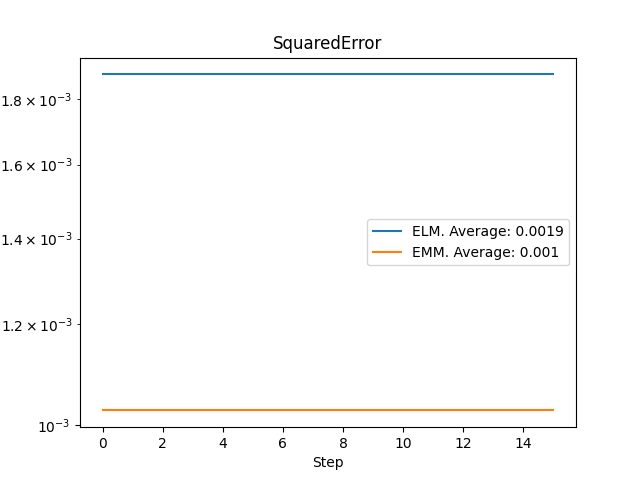 SquaredError
1.8 × 10⁻³
1.6 × 10⁻³
1.4 × 10⁻³
1.2 × 10⁻³
10⁻³
ELM. Average: 0.0019
EMM. Average: 0.001
0 2 4 6 8 10 12 14
Step